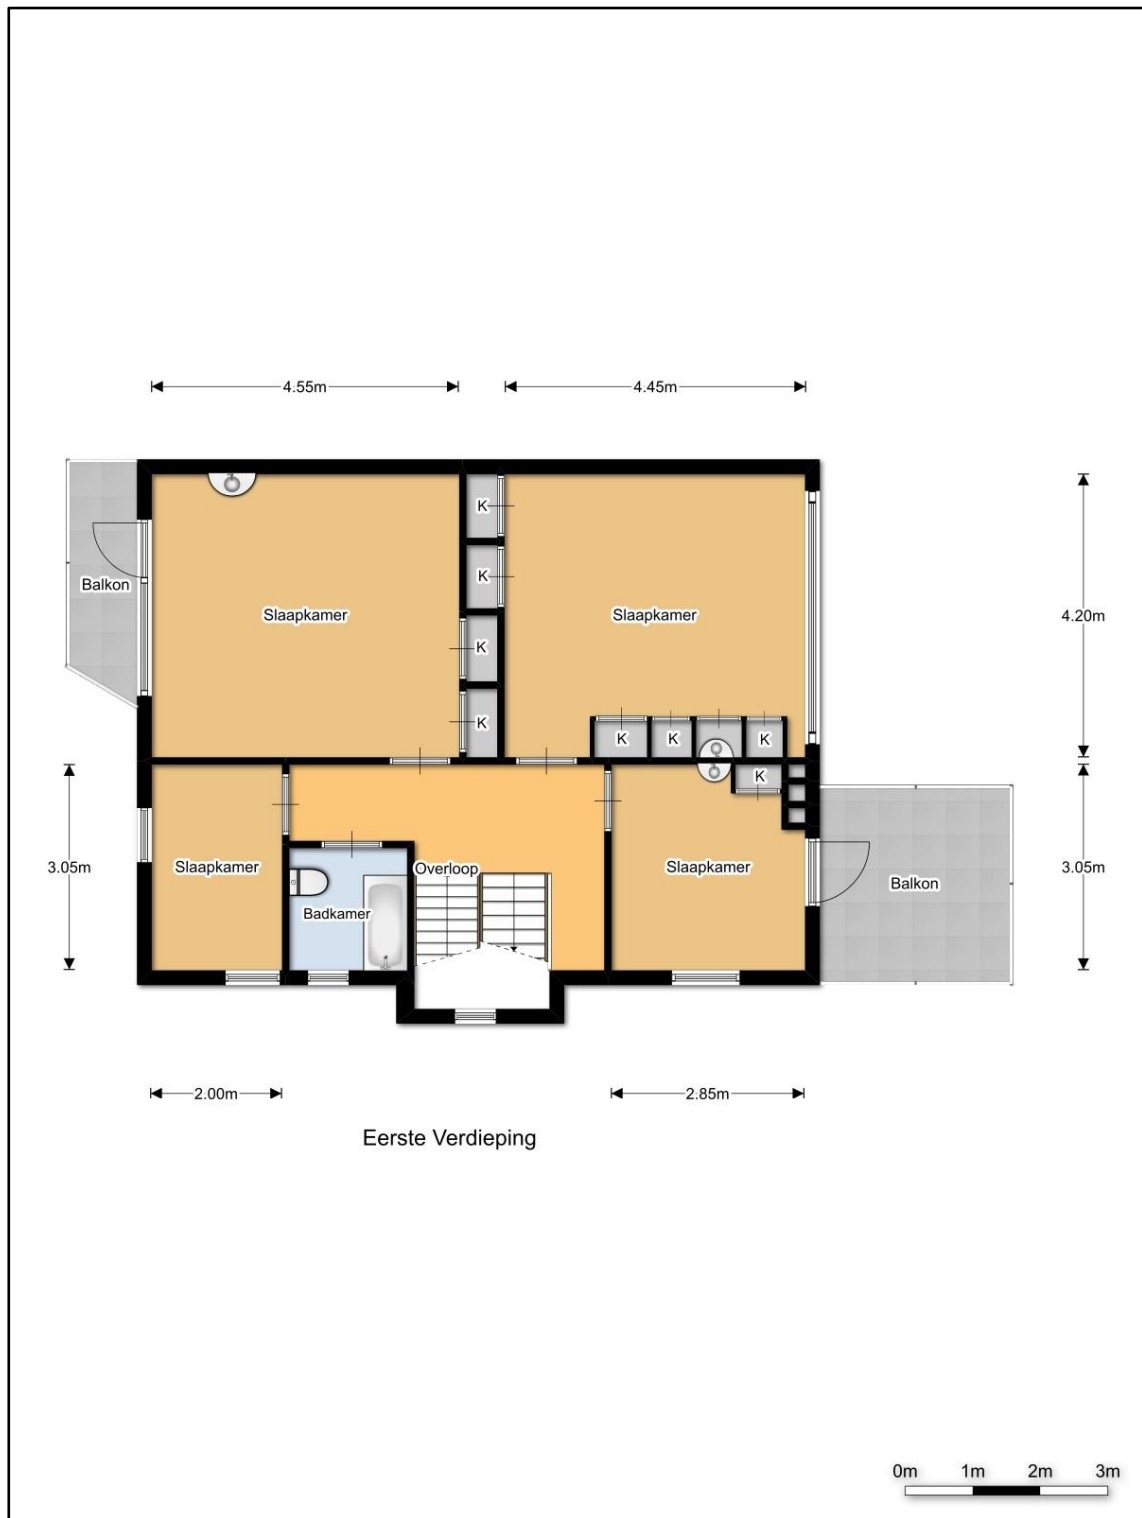 4.55m
4.45m
K
K
Balkon
Slaapkamer
Slaapkamer
4.20m
K
K
K
K
K
K
3.05m
Slaapkamer
Overloop
Slaapkamer
3.05m
Balkon
Badkamer
2.00m
2.85m
Eerste Verdieping
0m 1m 2m 3m